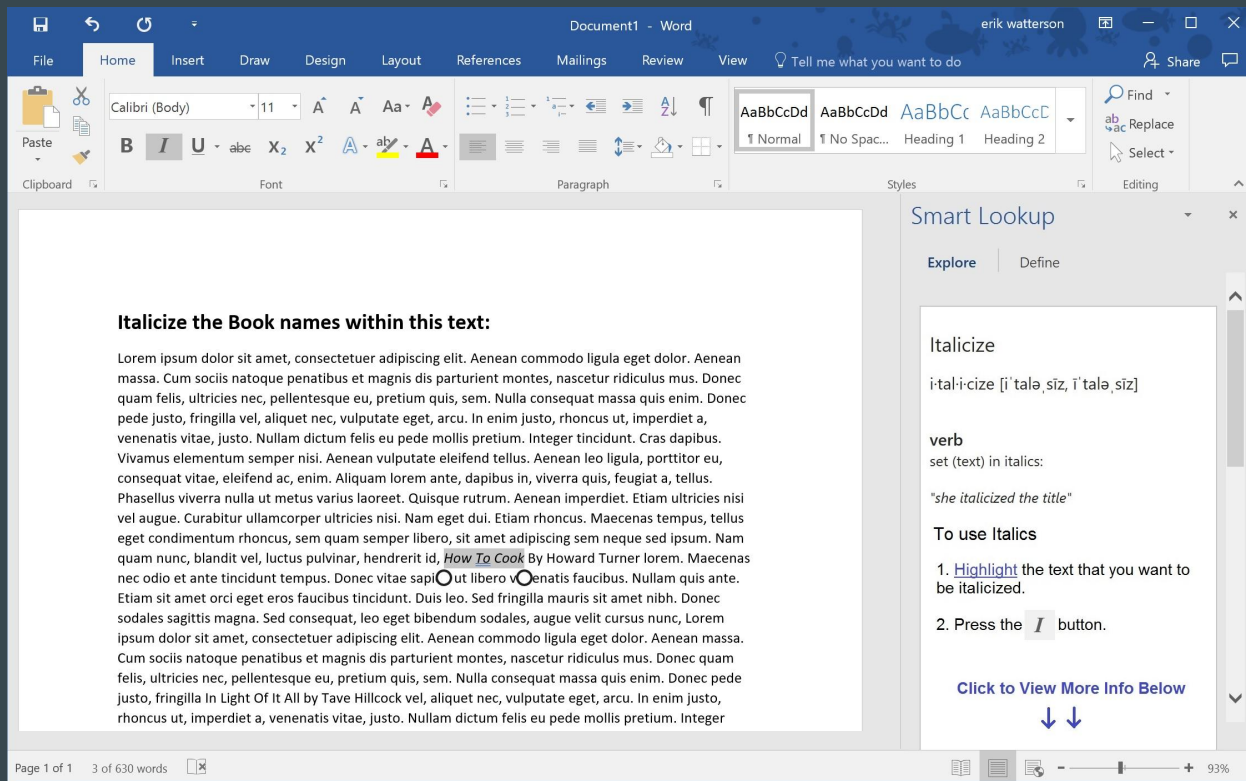 Document1 - Word
erik watterson
File Home Insert Draw Design Layout References Mailings Review View Tell me what you want to do Share
Paste
Calibri (Body) 11 A A Aa
B I U abc X2 X2 A ab A
AaBbCcDd AaBbCcDd AaBbCc AaBbCcC
¶ Normal ¶ No Spac... Heading 1 Heading 2
Find
Replace
Select
Clipboard Font Paragraph Styles Editing
Italicize the Book names within this text:
Lorem ipsum dolor sit amet, consectetuer adipiscing elit. Aenean commodo ligula eget dolor. Aenean
massa. Cum sociis natoque penatibus et magnis dis parturient montes, nascetur ridiculus mus. Donec
quam felis, ultricies nec, pellentesque eu, pretium quis, sem. Nulla consequat massa quis enim. Donec
pede justo, fringilla vel, aliquet nec, vulputate eget, arcu. In enim justo, rhoncus ut, imperdiet a,
venenatis vitae, justo. Nullam dictum felis eu pede mollis pretium. Integer tincidunt. Cras dapibus.
Vivamus elementum semper nisi. Aenean vulputate eleifend tellus. Aenean leo ligula, porttitor eu,
consequat vitae, eleifend ac, enim. Aliquam lorem ante, dapibus in, viverra quis, feugiat a, tellus.
Phasellus viverra nulla ut metus varius laoreet. Quisque rutrum. Aenean imperdiet. Etiam ultricies nisi
vel augue. Curabitur ullamcorper ultricies nisi. Nam eget dui. Etiam rhoncus. Maecenas tempus, tellus
eget condimentum rhoncus, sem quam semper libero, sit amet adipiscing sem neque sed ipsum. Nam
quam nunc, blandit vel, luctus pulvinar, hendrerit id, How To Cook By Howard Turner lorem. Maecenas
nec odio et ante tincidunt tempus. Donec vitae sapi ut libero v enatis faucibus. Nullam quis ante.
Etiam sit amet orci eget eros faucibus tincidunt. Duis leo. Sed fringilla mauris sit amet nibh. Donec
sodales sagittis magna. Sed consequat, leo eget bibendum sodales, augue velit cursus nunc, Lorem
ipsum dolor sit amet, consectetuer adipiscing elit. Aenean commodo ligula eget dolor. Aenean massa.
Cum sociis natoque penatibus et magnis dis parturient montes, nascetur ridiculus mus. Donec quam
felis, ultricies nec, pellentesque eu, pretium quis, sem. Nulla consequat massa quis enim. Donec pede
justo, fringilla In Light Of It All by Tave Hillcock vel, aliquet nec, vulputate eget, arcu. In enim justo,
rhoncus ut, imperdiet a, venenatis vitae, justo. Nullam dictum felis eu pede mollis pretium. Integer
Smart Lookup
Explore Define
Italicize
i·tal·i·cize [iˈtaləˌsīz, īˈtaləˌsīz]
verb
set (text) in italics:
"she italicized the title"
To use Italics
1. Highlight the text that you want to
be italicized.
2. Press the I button.
Click to View More Info Below
Page 1 of 1 3 of 630 words
93%